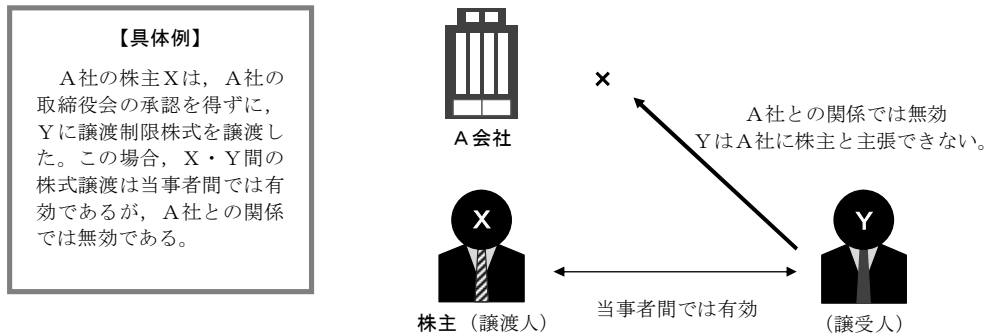 【具体例】
A社の株主Xは，A社の
取締役会の承認を得ずに，
Yに譲渡制限株式を譲渡し
た。この場合，X・Y間の
株式譲渡は当事者間では有
効であるが，A社との関係
では無効である。
×
A会社
A社との関係では無効
YはA社に株主と主張できない。
X
Y
当事者間では有効
株主（譲渡人）
（譲受人）